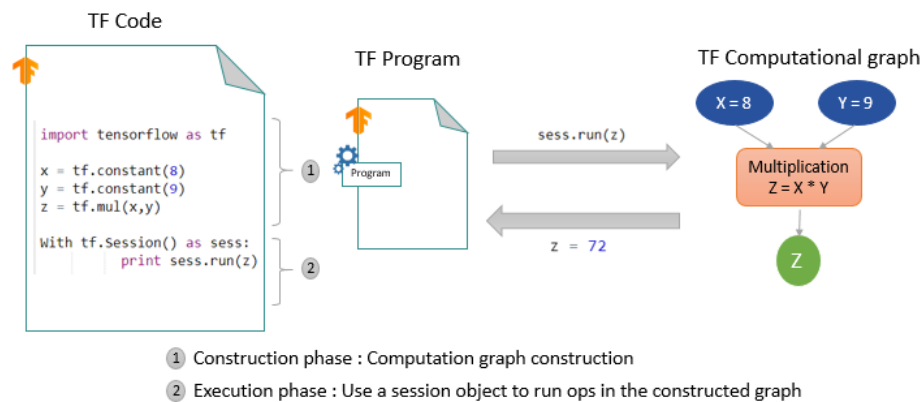 TF Code
TF Program
TF Computational graph
import tensorflow as tf
x = tf.constant(8)
y = tf.constant(9)
z = tf.mul(x,y)
With tf.Session() as sess:
print sess.run(z)
1
2
Program
sess.run(z)
z = 72
X = 8
Y = 9
Multiplication
Z = X * Y
Z
1 Construction phase : Computation graph construction
2 Execution phase : Use a session object to run ops in the constructed graph